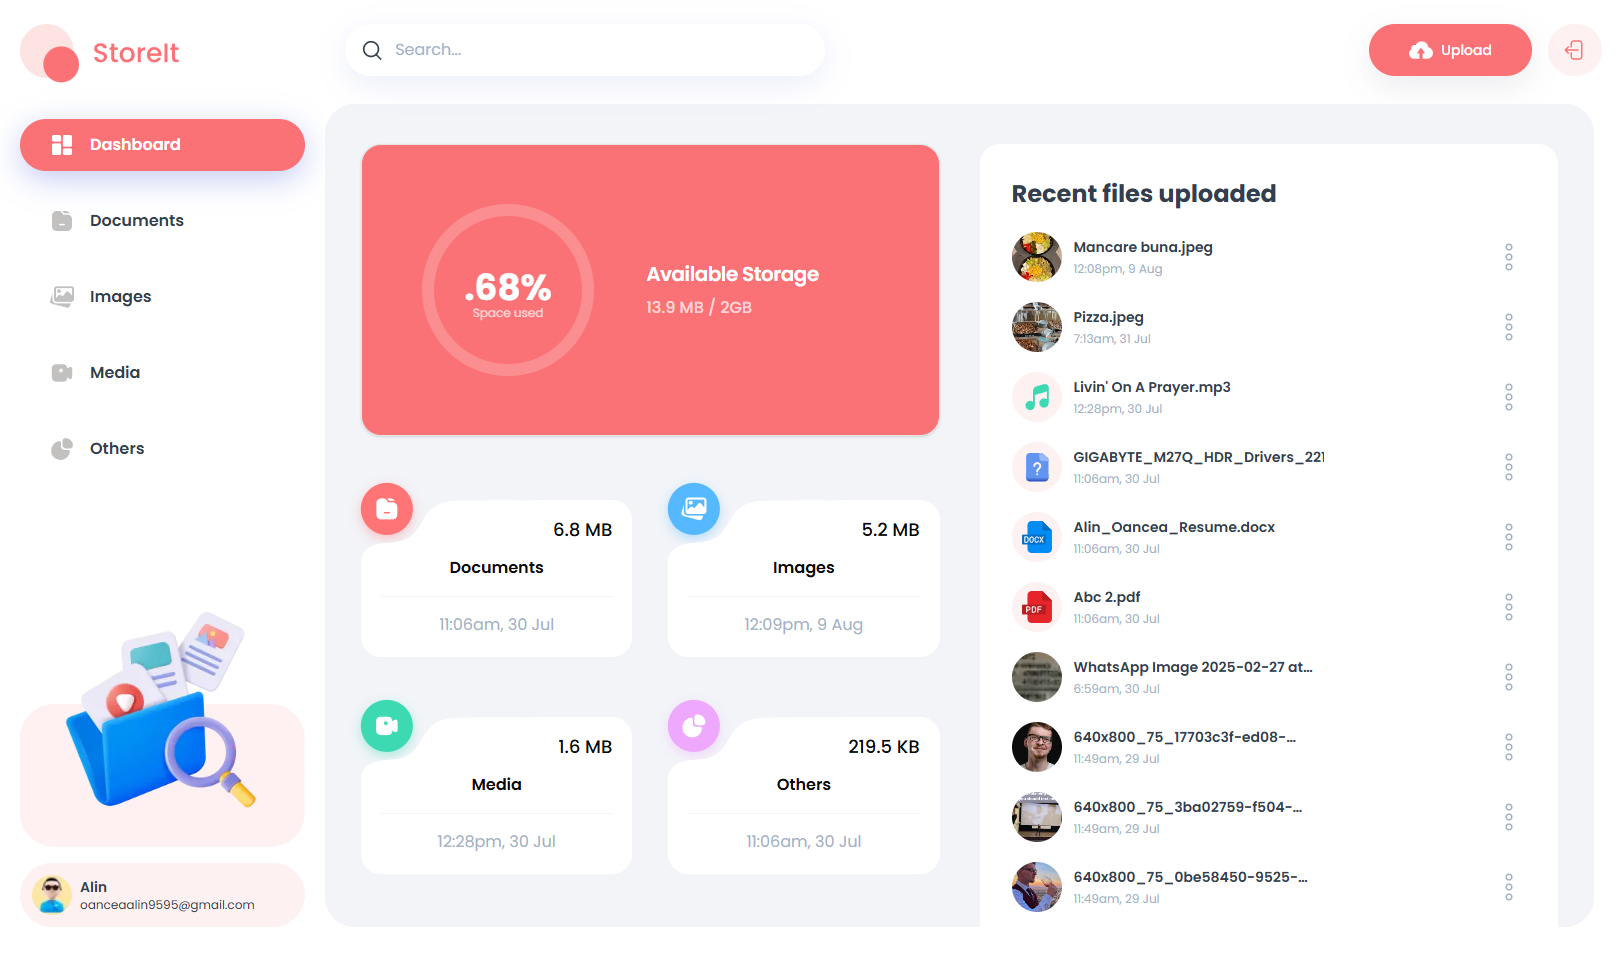 StoreIt
Search...
Upload
Dashboard
Documents
Images
Media
Others
Alin
oanceaalin9595@gmail.com
.68%
Space used
Available Storage
13.9 MB / 2GB
6.8 MB
Documents
11:06am, 30 Jul
5.2 MB
Images
12:09pm, 9 Aug
1.6 MB
Media
12:28pm, 30 Jul
219.5 KB
Others
11:06am, 30 Jul
Recent files uploaded
Mancare buna.jpeg
12:08pm, 9 Aug
Pizza.jpeg
7:13am, 31 Jul
Livin' On A Prayer.mp3
12:28pm, 30 Jul
?
GIGABYTE_M27Q_HDR_Drivers_221
11:06am, 30 Jul
DOCX
Alin_Oancea_Resume.docx
11:06am, 30 Jul
PDF
Abc 2.pdf
11:06am, 30 Jul
WhatsApp Image 2025-02-27 at...
6:59am, 30 Jul
640x800_75_17703c3f-ed08-...
11:49am, 29 Jul
640x800_75_3ba02759-f504-...
11:49am, 29 Jul
640x800_75_0be58450-9525-...
11:49am, 29 Jul